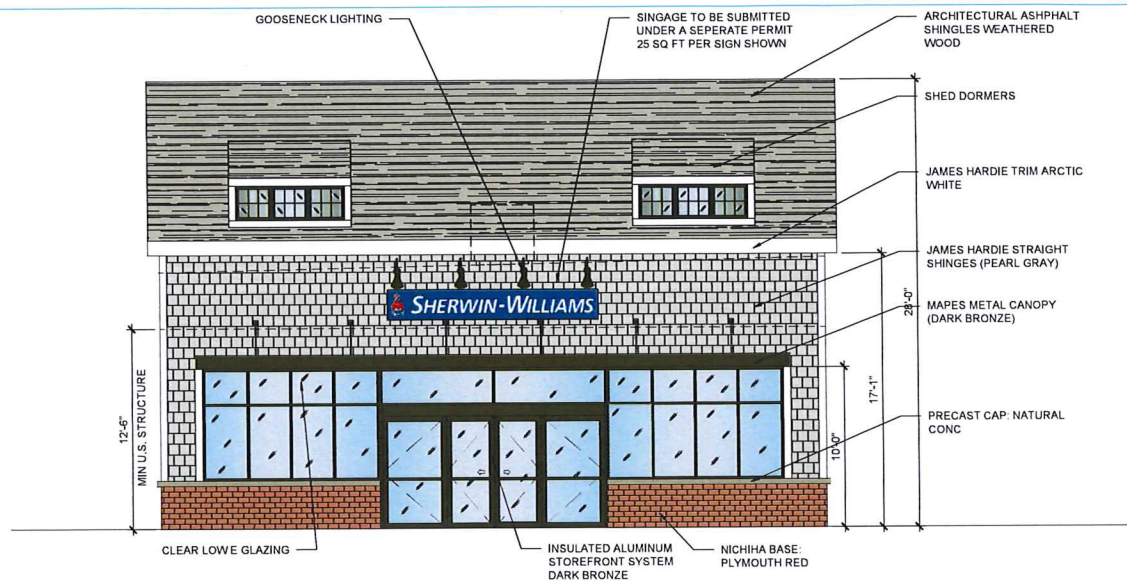 GOOSENECK LIGHTING
SINGAGE TO BE SUBMITTED
UNDER A SEPERATE PERMIT
25 SQ FT PER SIGN SHOWN
ARCHITECTURAL ASHPHALT
SHINGLES WEATHERED
WOOD
SHED DORMERS
JAMES HARDIE TRIM ARCTIC
WHITE
JAMES HARDIE STRAIGHT
SHINGES (PEARL GRAY)
MAPES METAL CANOPY
(DARK BRONZE)
PRECAST CAP: NATURAL
CONC
SHERWIN-WILLIAMS
12'-6"
MIN U.S. STRUCTURE
10'-0"
17'-1"
28'-0"
CLEAR LOW E GLAZING
INSULATED ALUMINUM
STOREFRONT SYSTEM
DARK BRONZE
NICHIHA BASE:
PLYMOUTH RED